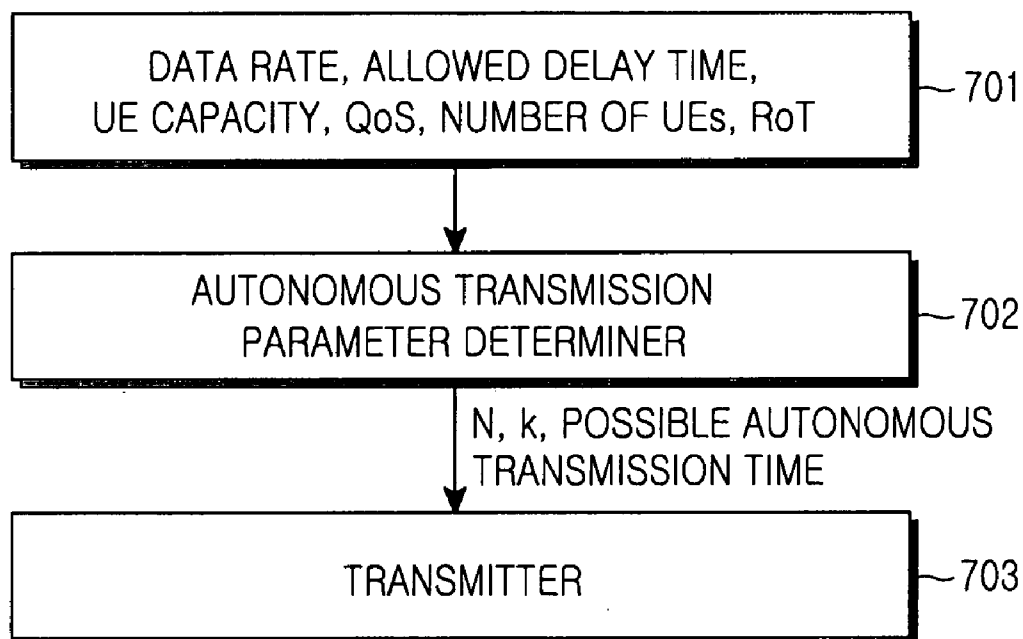 DATA RATE, ALLOWED DELAY TIME,
UE CAPACITY, QoS, NUMBER OF UEs, RoT
701
AUTONOMOUS TRANSMISSION
PARAMETER DETERMINER
702
N, k, POSSIBLE AUTONOMOUS
TRANSMISSION TIME
TRANSMITTER
703